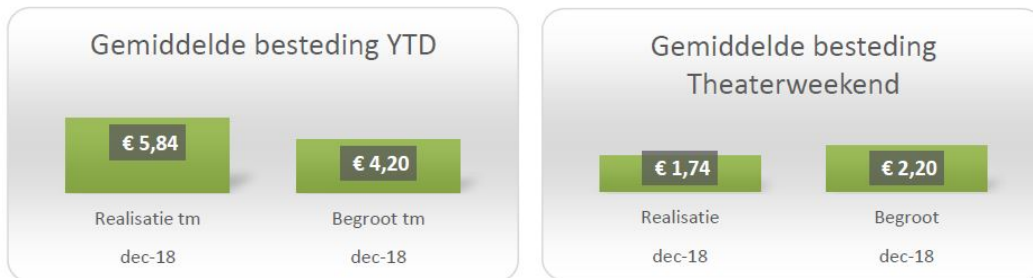 Gemiddelde besteding YTD
€ 5,84
€ 4,20
Realisatie tm
Begroot tm
dec-18
dec-18
Gemiddelde besteding
Theaterweekend
€ 1,74
€ 2,20
Realisatie
Begroot
dec-18
dec-18